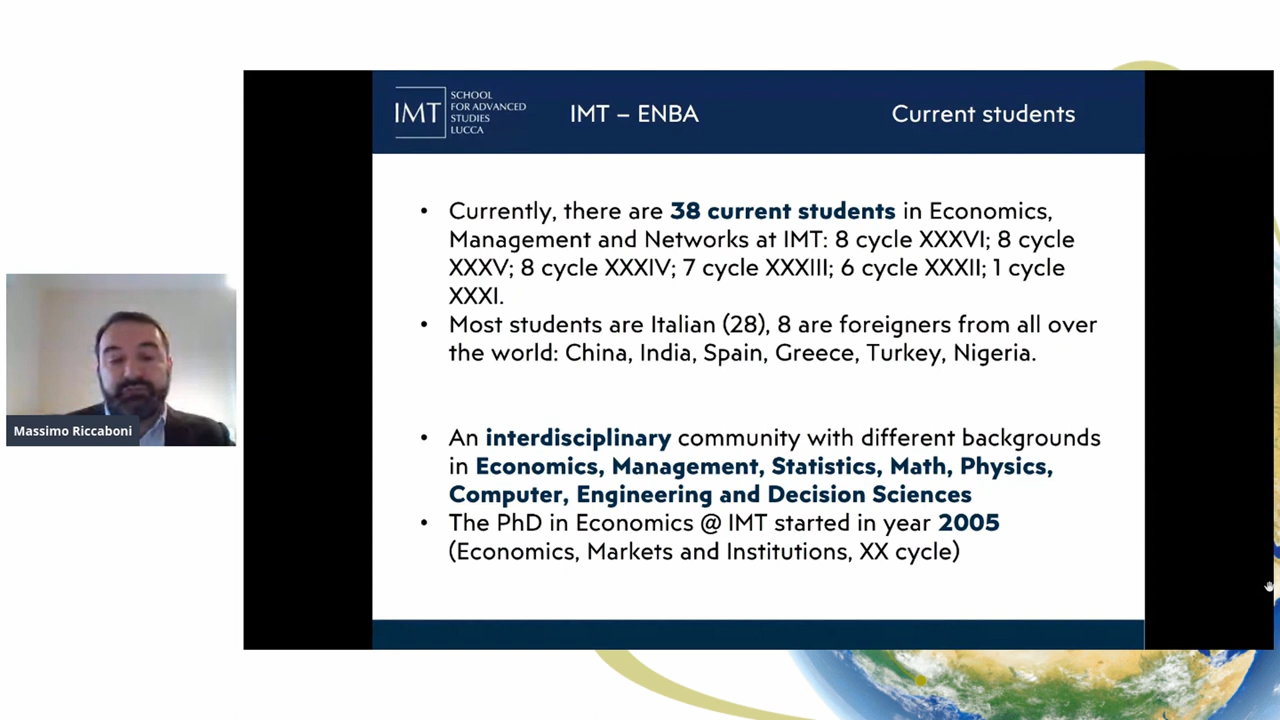 IMT
SCHOOL
FOR ADVANCED
STUDIES
LUCCA
IMT – ENBA
Current students
• Currently, there are 38 current students in Economics,
Management and Networks at IMT: 8 cycle XXXVI; 8 cycle
XXXV; 8 cycle XXXIV; 7 cycle XXXIII; 6 cycle XXXII; 1 cycle
XXXI.
• Most students are Italian (28), 8 are foreigners from all over
the world: China, India, Spain, Greece, Turkey, Nigeria.
• An interdisciplinary community with different backgrounds
in Economics, Management, Statistics, Math, Physics,
Computer, Engineering and Decision Sciences
• The PhD in Economics @ IMT started in year 2005
(Economics, Markets and Institutions, XX cycle)
Massimo Riccaboni